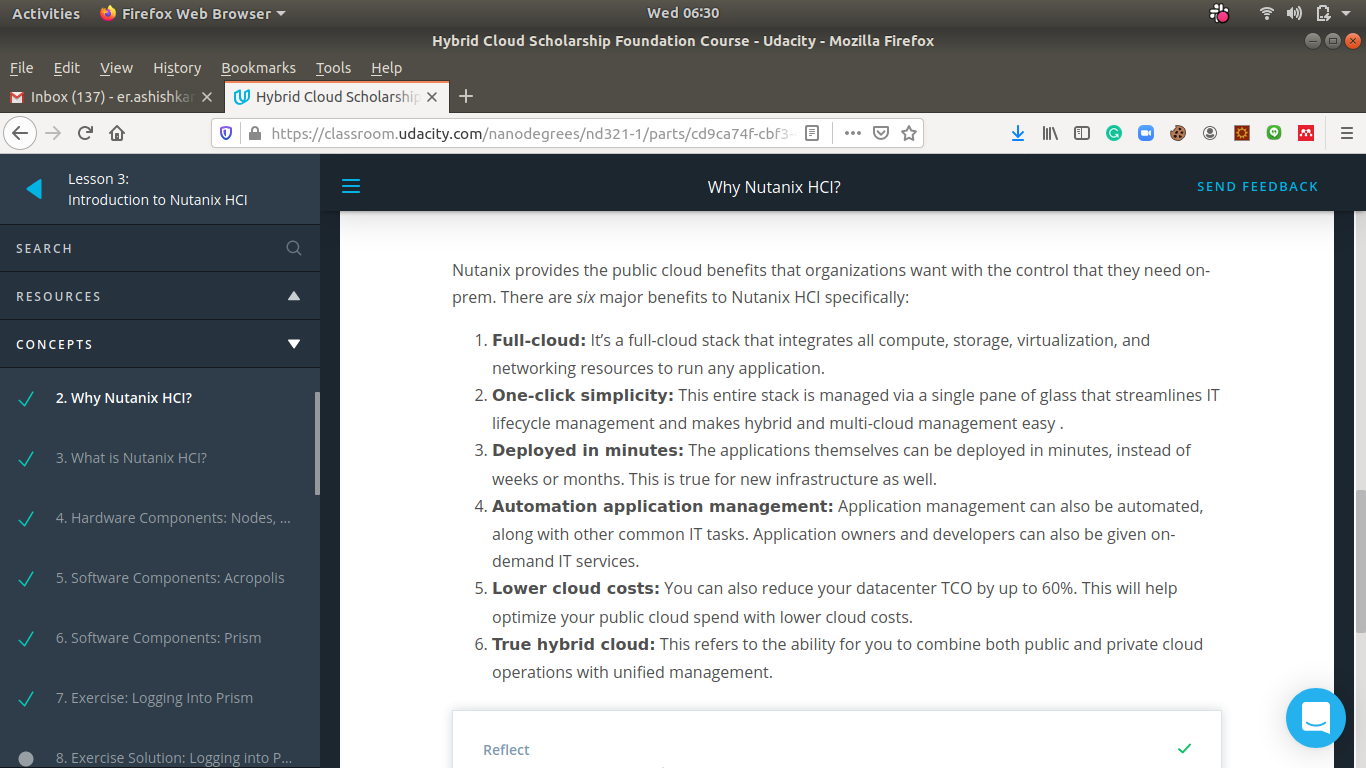 Activities Firefox Web Browser Wed 06:30
Hybrid Cloud Scholarship Foundation Course - Udacity - Mozilla Firefox
File Edit View History Bookmarks Tools Help
Inbox (137) - er.ashishkar Hybrid Cloud Scholarship
https://classroom.udacity.com/nanodegrees/nd321-1/parts/cd9ca74f-cbf3-
Lesson 3:
Introduction to Nutanix HCI
SEARCH
RESOURCES
CONCEPTS
2. Why Nutanix HCI?
3. What is Nutanix HCI?
4. Hardware Components: Nodes, ...
5. Software Components: Acropolis
6. Software Components: Prism
7. Exercise: Logging Into Prism
8. Exercise Solution: Logging into P...
Why Nutanix HCI?
SEND FEEDBACK
Nutanix provides the public cloud benefits that organizations want with the control that they need on-
prem. There are six major benefits to Nutanix HCI specifically:
1. Full-cloud: It’s a full-cloud stack that integrates all compute, storage, virtualization, and
networking resources to run any application.
2. One-click simplicity: This entire stack is managed via a single pane of glass that streamlines IT
lifecycle management and makes hybrid and multi-cloud management easy .
3. Deployed in minutes: The applications themselves can be deployed in minutes, instead of
weeks or months. This is true for new infrastructure as well.
4. Automation application management: Application management can also be automated,
along with other common IT tasks. Application owners and developers can also be given on-
demand IT services.
5. Lower cloud costs: You can also reduce your datacenter TCO by up to 60%. This will help
optimize your public cloud spend with lower cloud costs.
6. True hybrid cloud: This refers to the ability for you to combine both public and private cloud
operations with unified management.
Reflect